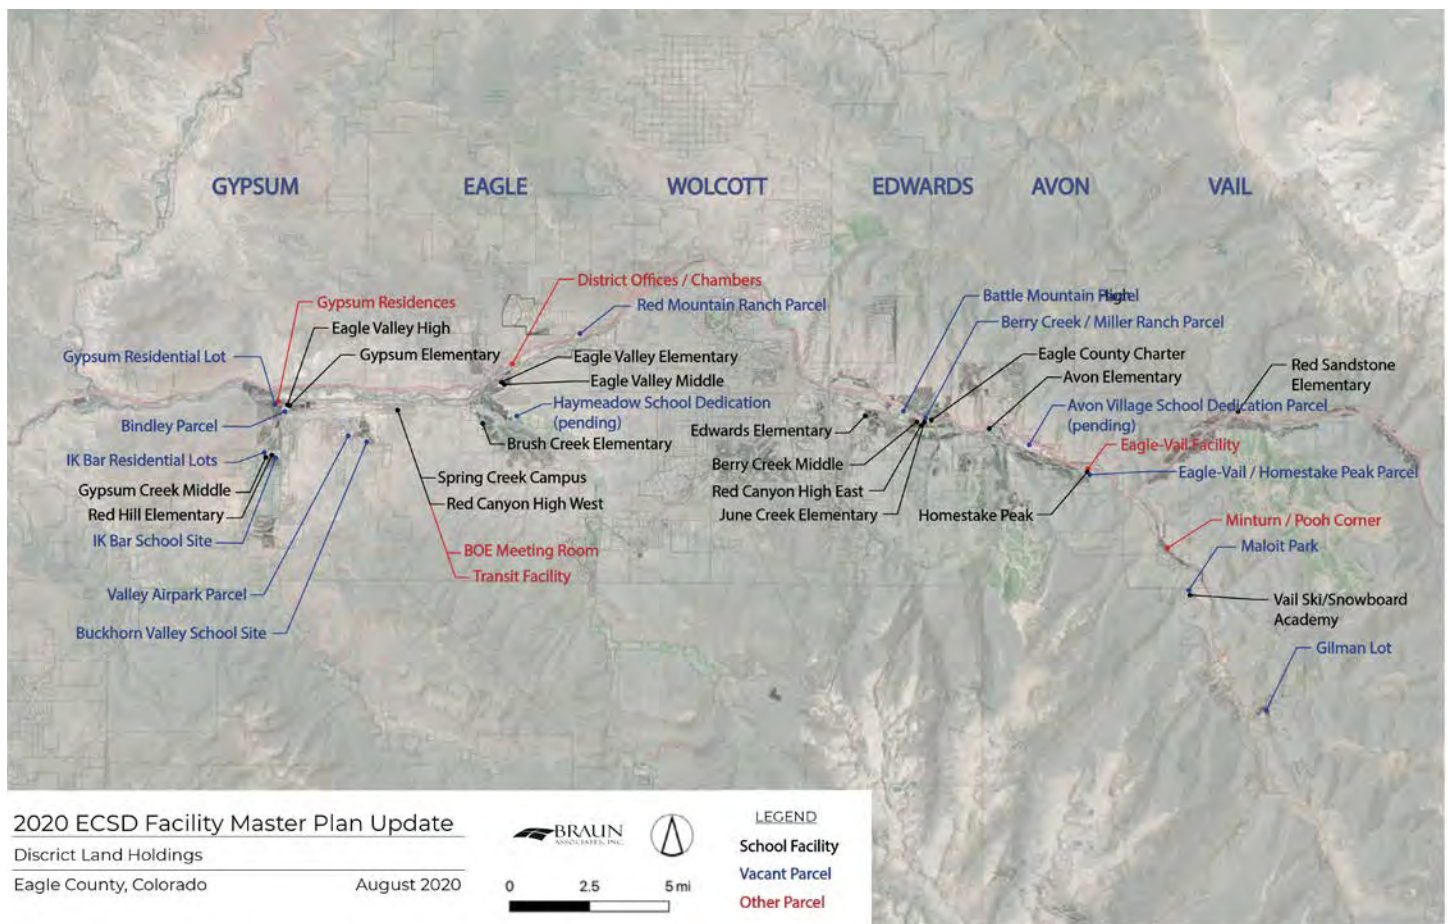 GYPSUM
EAGLE
WOLCOTT
EDWARDS
AVON
VAIL
District Offices / Chambers
Gypsum Residences
Red Mountain Ranch Parcel
Battle Mountain
Eagle Valley High
Berry Creek / Miller Ranch Parcel
Gypsum Residential Lot
Gypsum Elementary
Eagle Valley Elementary
Eagle County Charter
Red Sandstone
Elementary
Eagle Valley Middle
Avon Elementary
Haymeadow School Dedication
(pending)
Avon Village School Dedication Parcel
(pending)
Bindley Parcel
Brush Creek Elementary
Edwards Elementary
Eagle-Vail Facility
IK Bar Residential Lots
Berry Creek Middle
Eagle-Vail / Homestake Peak Parcel
Spring Creek Campus
Gypsum Creek Middle
Red Canyon High East
Red Canyon High West
Red Hill Elementary
June Creek Elementary
Homestake Peak
Minturn / Pooh Corner
IK Bar School Site
BOE Meeting Room
Maloit Park
Transit Facility
Valley Airpark Parcel
Vail Ski/Snowboard
Academy
Buckhorn Valley School Site
Gilman Lot
2020 ECSD Facility Master Plan Update
Discrict Land Holdings
Eagle County, Colorado
August 2020
BRAUN
ASSOCIATES, INC.
0 2.5 5 mi
LEGEND
School Facility
Vacant Parcel
Other Parcel